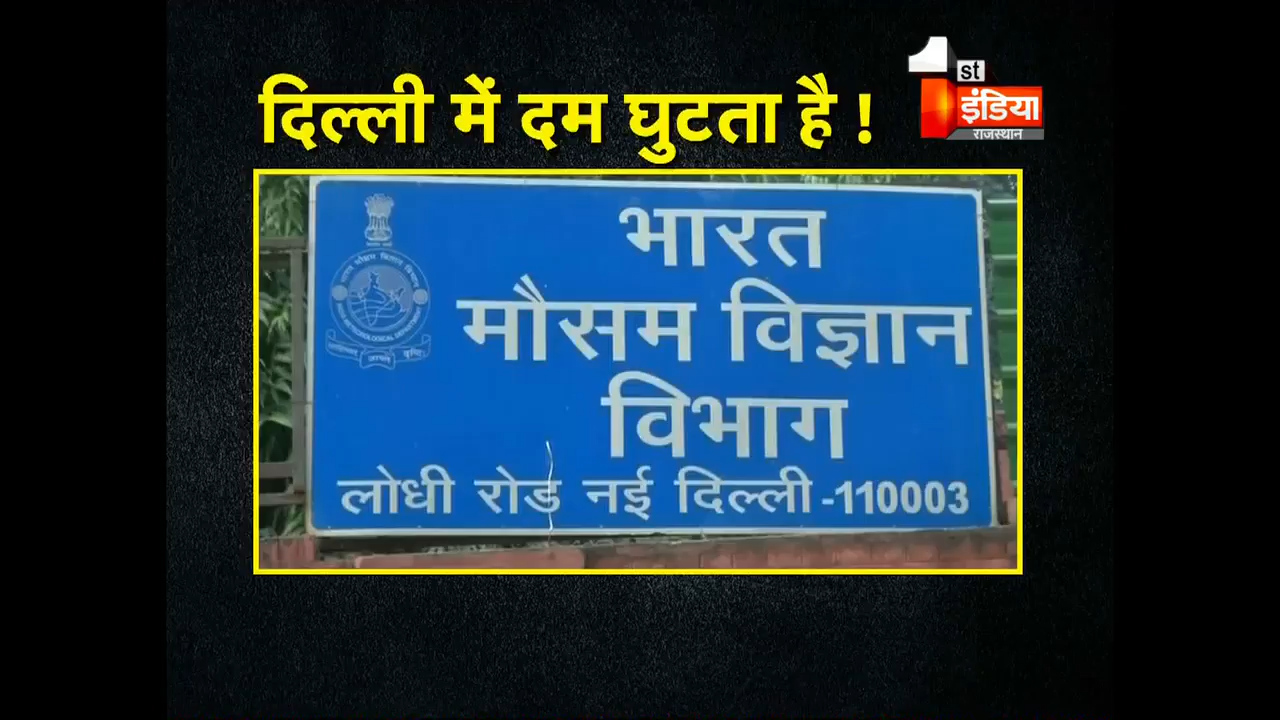 दिल्ली में दम घुटता है !
1st
इंडिया
राजस्थान
भारत
मौसम विज्ञान
विभाग
लोधी रोड नई दिल्ली -110003